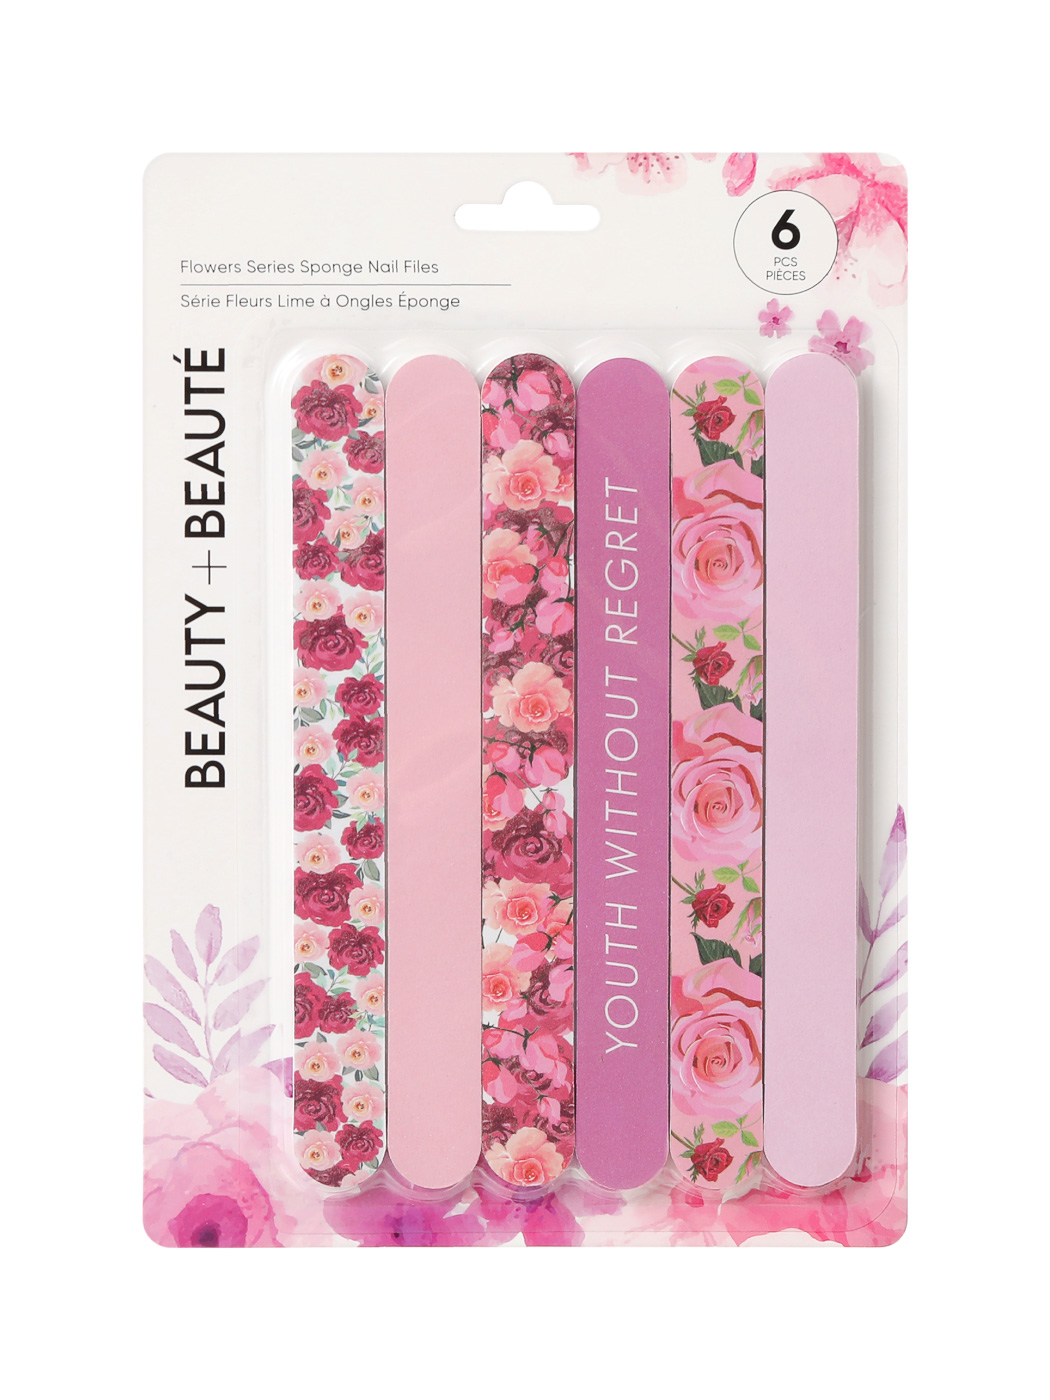 6
PCS
PIÈCES
Flowers Series Sponge Nail Files
Série Fleurs Lime à Ongles Éponge
BEAUTY + BEAUTÉ
YOUTH WITHOUT REGRET